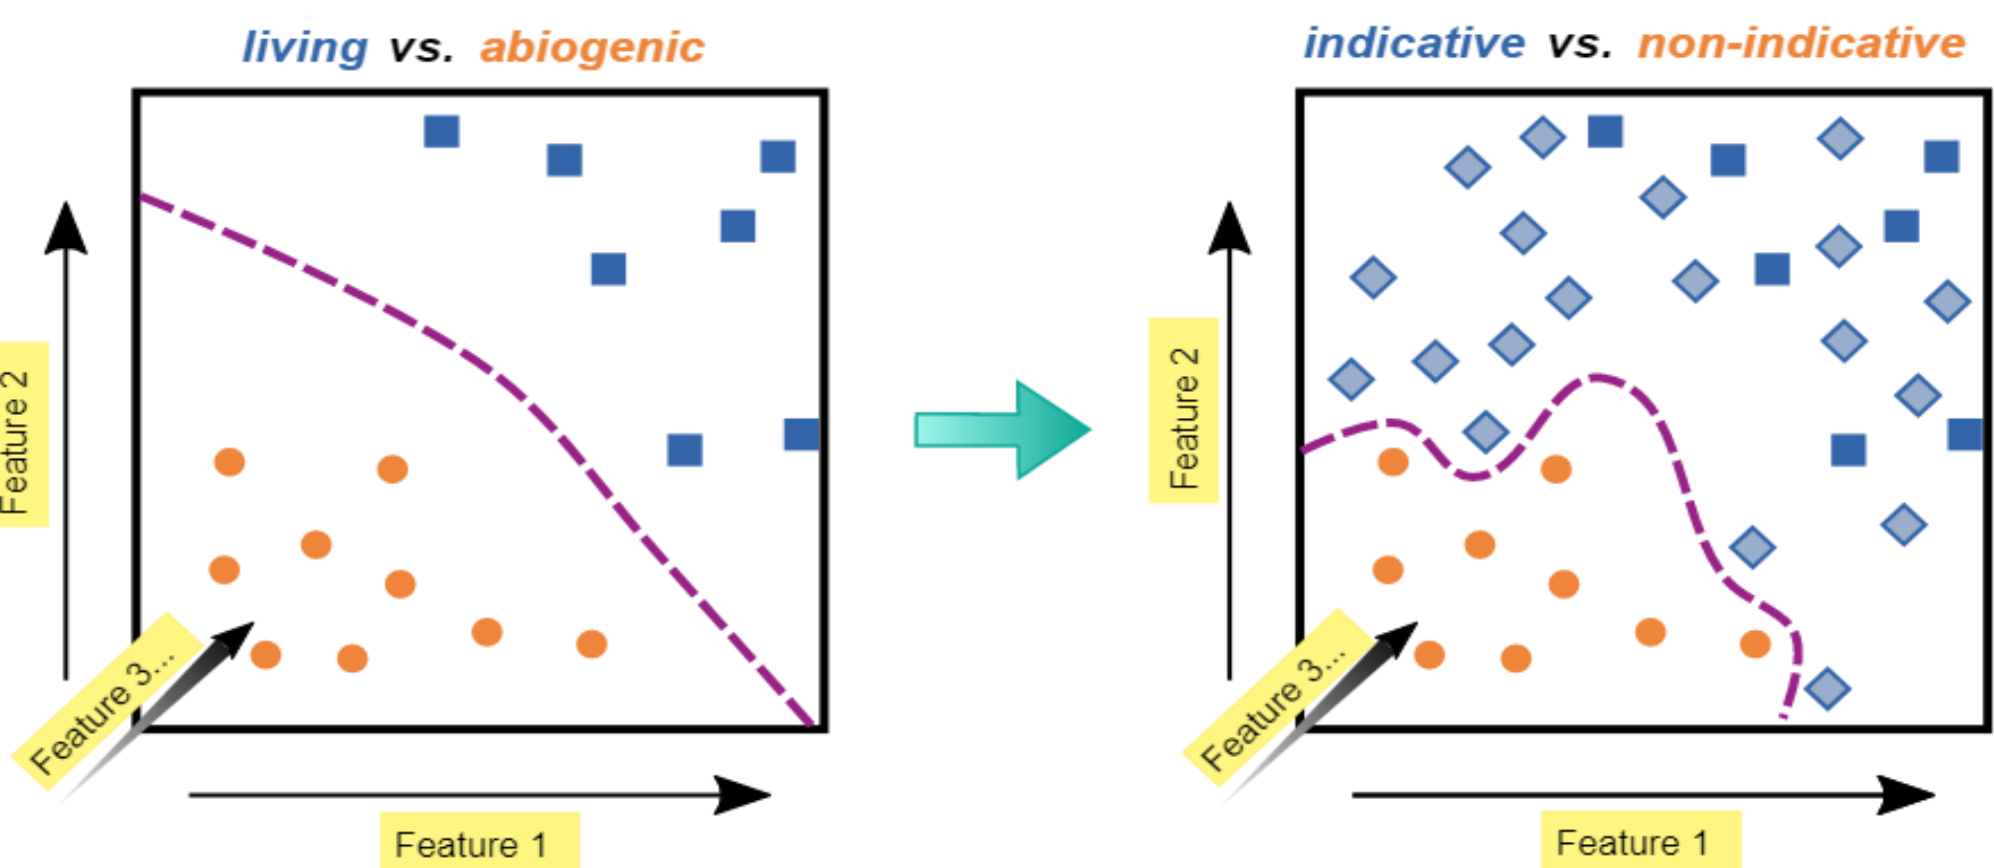 living vs. abiogenic
Feature 2
Feature 3...
Feature 1
indicative vs. non-indicative
Feature 2
Feature 3...
Feature 1